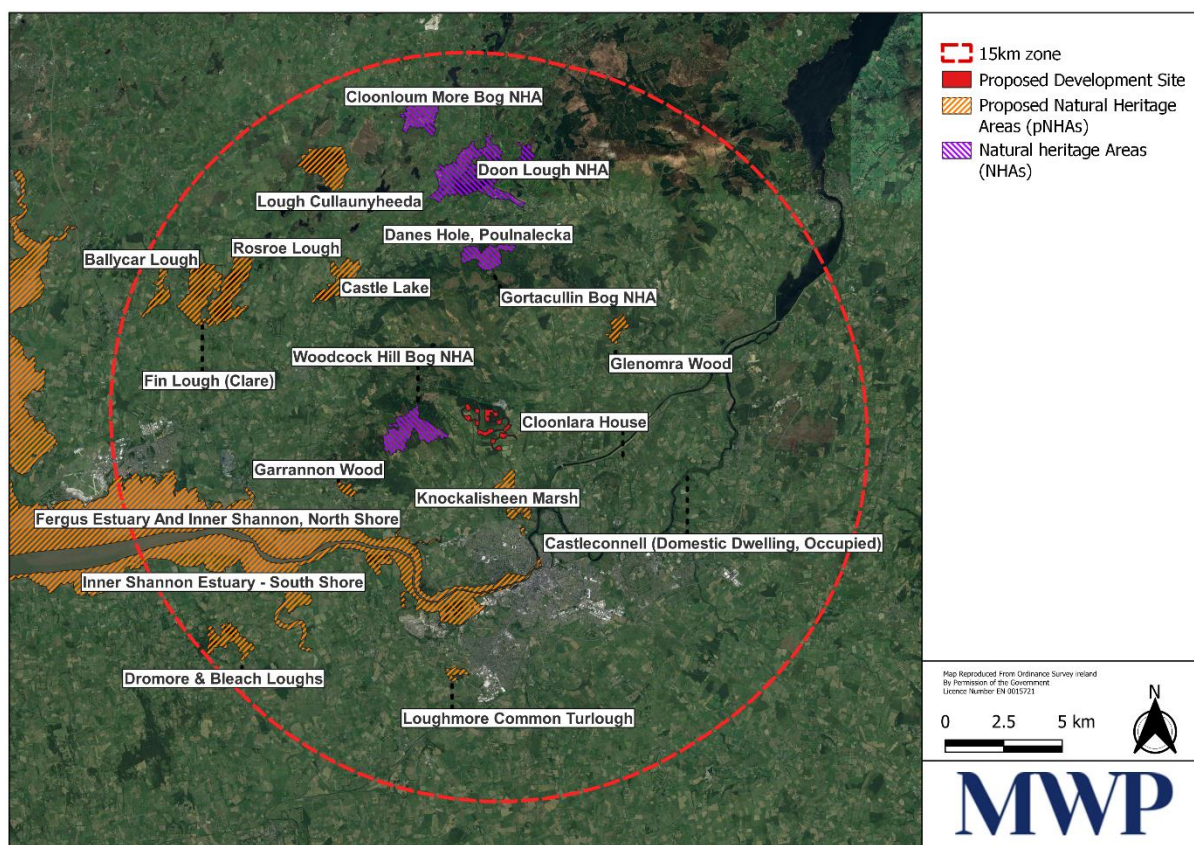 Cloonloum More Bog NHA
Doon Lough NHA
Lough Cullaunyheeda
Danes Hole, Poulnalecka
Rosroe Lough
Ballycar Lough
Castle Lake
Gortacullin Bog NHA
Woodcock Hill Bog NHA
Glenomra Wood
Fin Lough (Clare)
Cloonlara House
Garrannon Wood
Knockalisheen Marsh
Fergus Estuary And Inner Shannon, North Shore
Castleconnell (Domestic Dwelling, Occupied)
Inner Shannon Estuary - South Shore
Dromore & Bleach Loughs
Loughmore Common Turlough
15km zone
Proposed Development Site
Proposed Natural Heritage
Areas (pNHAs)
Natural heritage Areas
(NHAs)
Map Reproduced From Ordinance Survey Ireland
By Permission of the Government
Licence Number EN 0015721
N
0 2.5 5 km
MWP